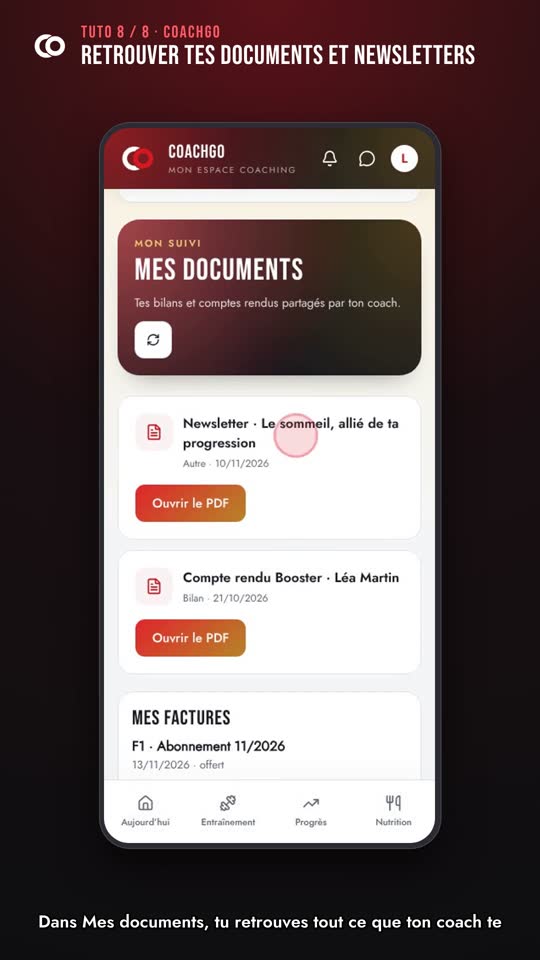 TUTO 8 / 8 · COACHGO
RETROUVER TES DOCUMENTS ET NEWSLETTERS
COACHGO
MON ESPACE COACHING
L
MON SUIVI
MES DOCUMENTS
Tes bilans et comptes rendus partagés par ton coach.
Newsletter · Le sommeil, allié de ta
progression
Autre · 10/11/2026
Ouvrir le PDF
Compte rendu Booster · Léa Martin
Bilan · 21/10/2026
Ouvrir le PDF
MES FACTURES
F1 · Abonnement 11/2026
13/11/2026 · offert
Aujourd'hui
Entraînement
Progrès
Nutrition
Dans Mes documents, tu retrouves tout ce que ton coach te